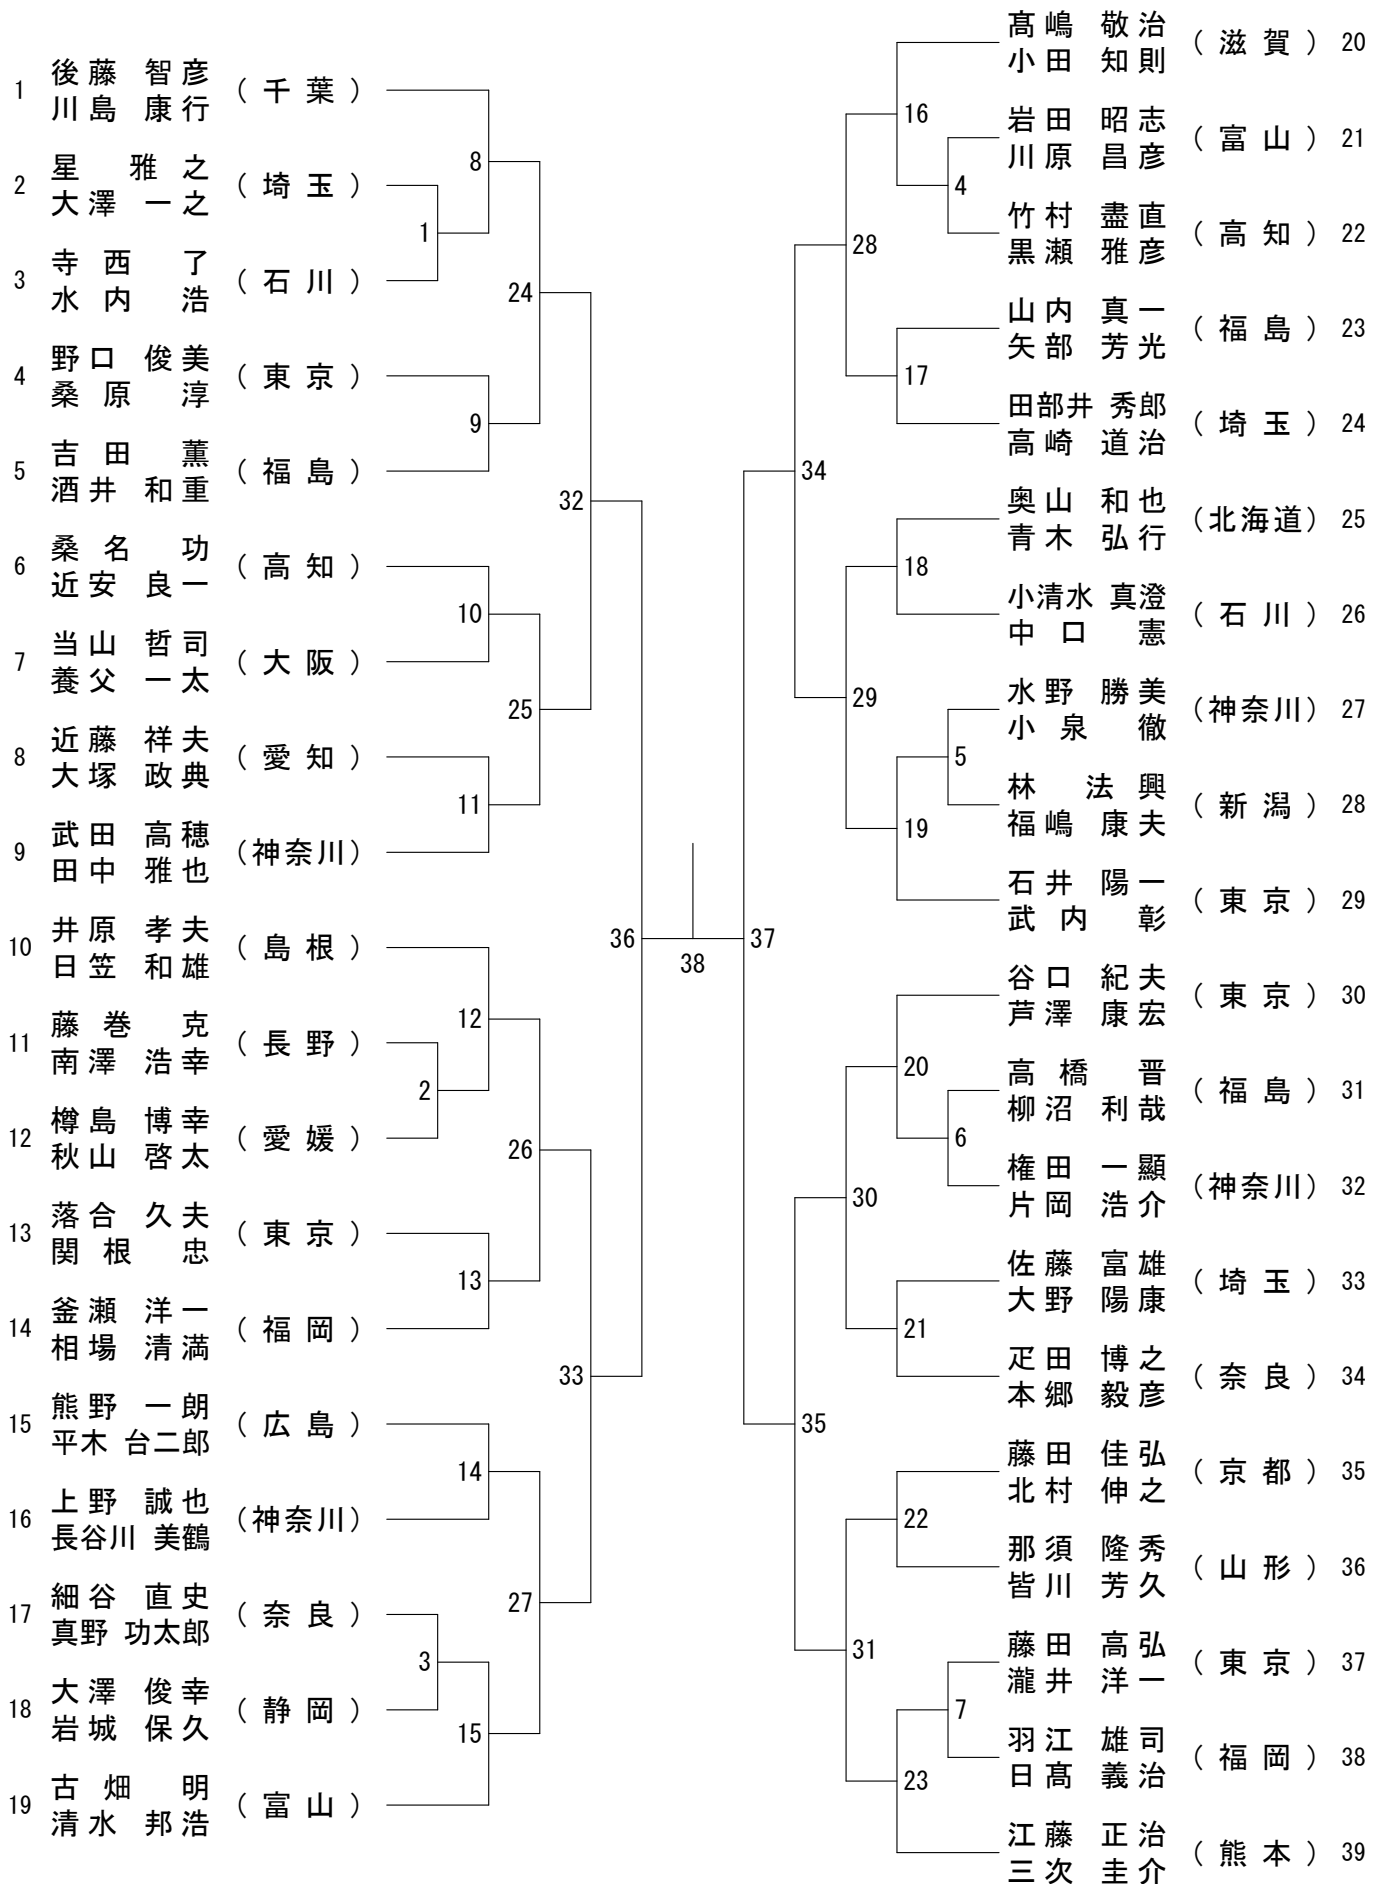 1 後藤 智彦 (千葉)
川島 康行
2 星 雅之 (埼玉)
大澤 一之
3 寺西 了 (石川)
水内 浩
4 野口 俊美 (東京)
桑原 淳
5 吉田 薫 (福島)
酒井 和重
6 桑名 功 (高知)
近安 良一
7 当山 哲司 (大阪)
養父 一太
8 近藤 祥夫 (愛知)
大塚 政典
9 武田 高穂 (神奈川)
田中 雅也
10 井原 孝夫 (島根)
日笠 和雄
11 藤巻 克 (長野)
南澤 浩幸
12 樽島 博幸 (愛媛)
秋山 啓太
13 落合 久夫 (東京)
関根 忠
14 釜瀬 洋一 (福岡)
相場 清満
15 熊野 一朗 (広島)
平木 台二郎
16 上野 誠也 (神奈川)
長谷川 美鶴
17 細谷 直史 (奈良)
真野 功太郎
18 大澤 俊幸 (静岡)
岩城 保久
19 古畑 明 (富山)
清水 邦浩
1
2
3
8
9
10
11
12
13
14
15
24
25
26
27
32
33
36
38
37
34
35
28
29
30
31
16
17
18
19
20
21
22
23
4
5
6
7
髙嶋 敬治 (滋賀) 20
小田 知則
岩田 昭志 (富山) 21
川原 昌彦
竹村 盡直 (高知) 22
黒瀬 雅彦
山内 真一 (福島) 23
矢部 芳光
田部井 秀郎 (埼玉) 24
高崎 道治
奥山 和也 (北海道) 25
青木 弘行
小清水 真澄 (石川) 26
中口 憲
水野 勝美 (神奈川) 27
小泉 徹
林 法興 (新潟) 28
福嶋 康夫
石井 陽一 (東京) 29
武内 彰
谷口 紀夫 (東京) 30
芦澤 康宏
高橋 晋 (福島) 31
柳沼 利哉
権田 一顯 (神奈川) 32
片岡 浩介
佐藤 富雄 (埼玉) 33
大野 陽康
疋田 博之 (奈良) 34
本郷 毅彦
藤田 佳弘 (京都) 35
北村 伸之
那須 隆秀 (山形) 36
皆川 芳久
藤田 高弘 (東京) 37
瀧井 洋一
羽江 雄司 (福岡) 38
日髙 義治
江藤 正治 (熊本) 39
三次 圭介